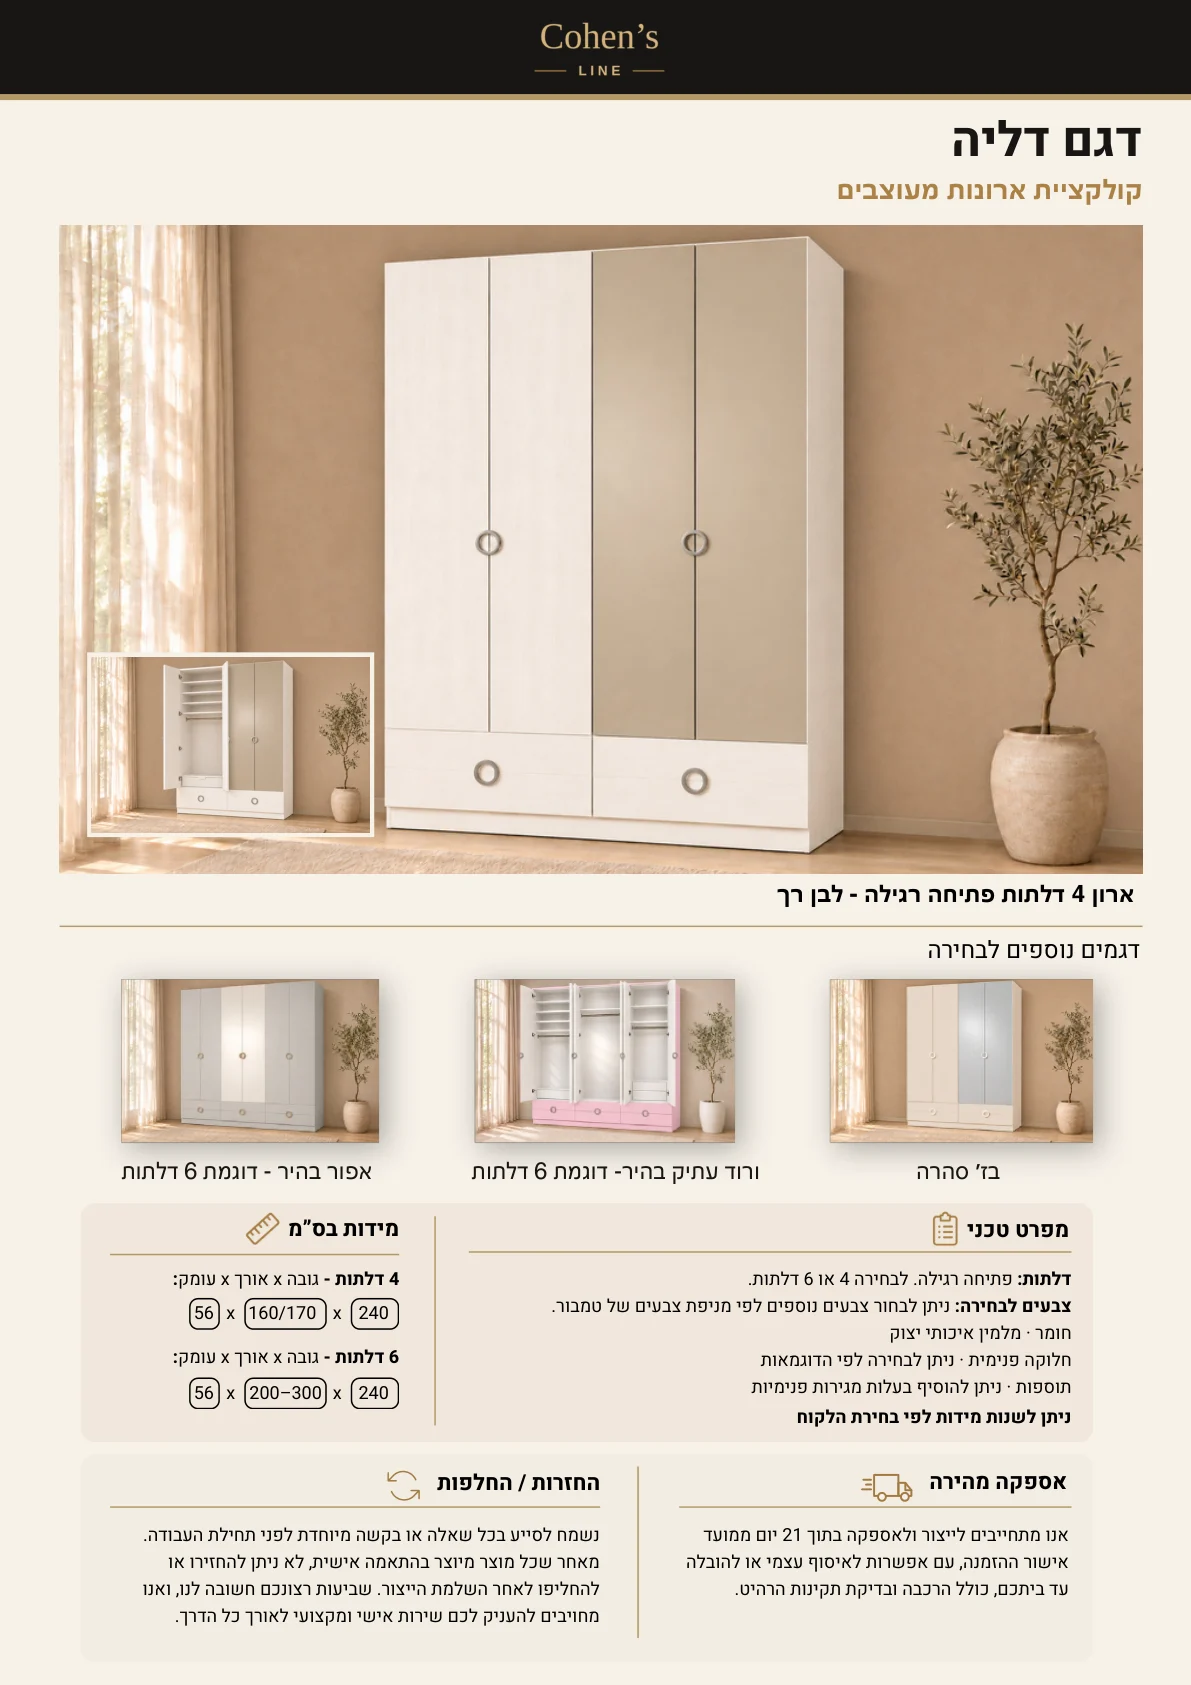 Cohen’s
LINE
דגם דליה
קולקציית ארונות מעוצבים
ארון 4 דלתות פתיחה רגילה - לבן רך
דגמים נוספים לבחירה
בז׳ סהרה
ורוד עתיק בהיר- דוגמת 6 דלתות
אפור בהיר - דוגמת 6 דלתות
מפרט טכני
דלתות: פתיחה רגילה. לבחירה 4 או 6 דלתות.
צבעים לבחירה: ניתן לבחור צבעים נוספים לפי מניפת צבעים של טמבור.
חומר · מלמין איכותי יצוק
חלוקה פנימית · ניתן לבחירה לפי הדוגמאות
תוספות · ניתן להוסיף בעלות מגירות פנימיות
ניתן לשנות מידות לפי בחירת הלקוח
מידות בס”מ
4 דלתות - גובה x אורך x עומק:
240 x 160/170 x 56
6 דלתות - גובה x אורך x עומק:
240 x 200–300 x 56
אספקה מהירה
אנו מתחייבים לייצור ולאספקה בתוך 21 יום ממועד
אישור ההזמנה, עם אפשרות לאיסוף עצמי או להובלה
עד ביתכם, כולל הרכבה ובדיקת תקינות הרהיט.
החזרות / החלפות
נשמח לסייע בכל שאלה או בקשה מיוחדת לפני תחילת העבודה.
מאחר שכל מוצר מיוצר בהתאמה אישית, לא ניתן להחזירו או
להחליפו לאחר השלמת הייצור. שביעות רצונכם חשובה לנו, ואנו
מחויבים להעניק לכם שירות אישי ומקצועי לאורך כל הדרך.